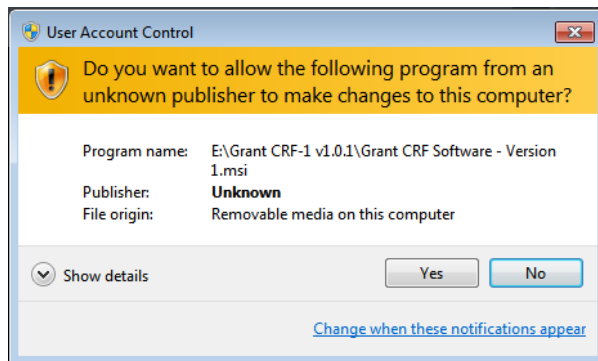 User Account Control
Do you want to allow the following program from an
unknown publisher to make changes to this computer?
Program name: E:\Grant CRF-1 v1.0.1\Grant CRF Software - Version
1.msi
Publisher: Unknown
File origin: Removable media on this computer
Show details Yes No
Change when these notifications appear